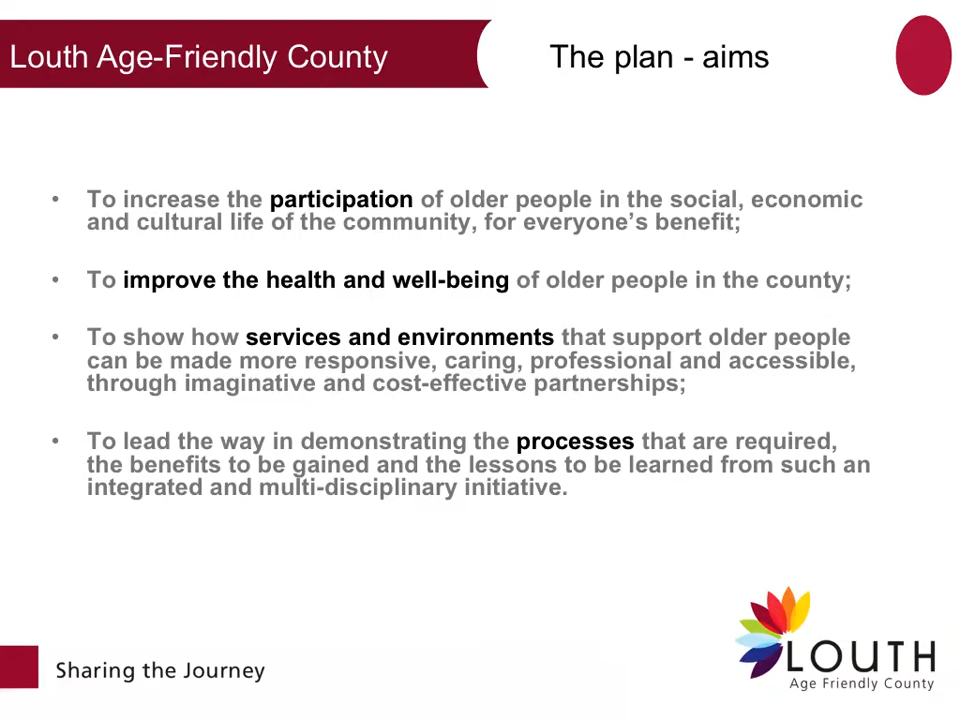 Louth Age-Friendly County
The plan - aims
• To increase the participation of older people in the social, economic
and cultural life of the community, for everyone’s benefit;
• To improve the health and well-being of older people in the county;
• To show how services and environments that support older people
can be made more responsive, caring, professional and accessible,
through imaginative and cost-effective partnerships;
• To lead the way in demonstrating the processes that are required,
the benefits to be gained and the lessons to be learned from such an
integrated and multi-disciplinary initiative.
Sharing the Journey
LOUTH
Age Friendly County